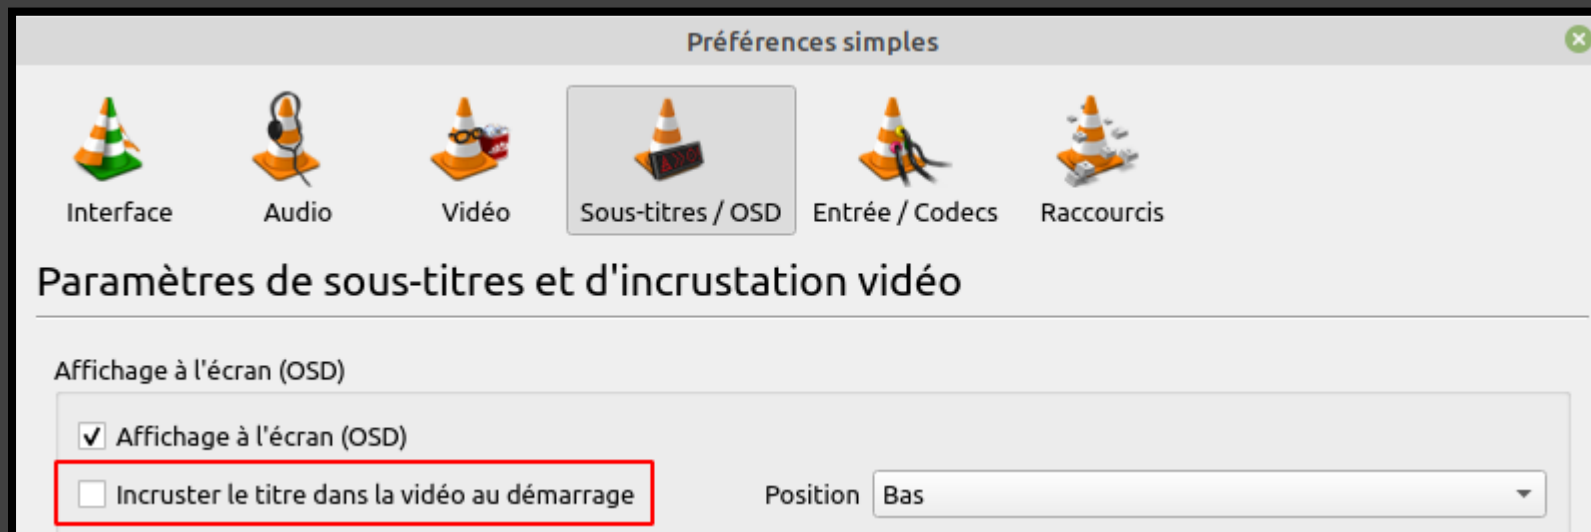 Préférences simples
Interface Audio Vidéo Sous-titres / OSD Entrée / Codecs Raccourcis
Paramètres de sous-titres et d'incrustation vidéo
Affichage à l'écran (OSD)
Affichage à l'écran (OSD)
Incruster le titre dans la vidéo au démarrage Position Bas